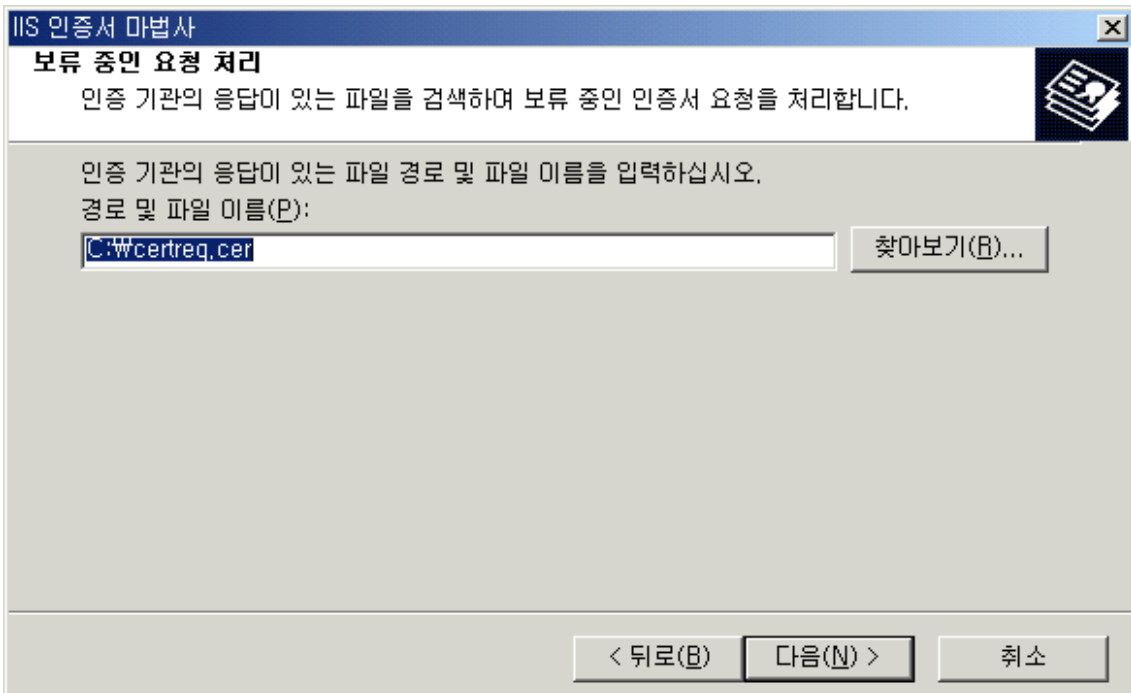 IIS 인증서 마법사
보류 중인 요청 처리
인증 기관의 응답이 있는 파일을 검색하여 보류 중인 인증서 요청을 처리합니다.
인증 기관의 응답이 있는 파일 경로 및 파일 이름을 입력하십시오.
경로 및 파일 이름(P):
C:₩certreq.cer
찾아보기(R)...
< 뒤로(B)
다음(N) >
취소